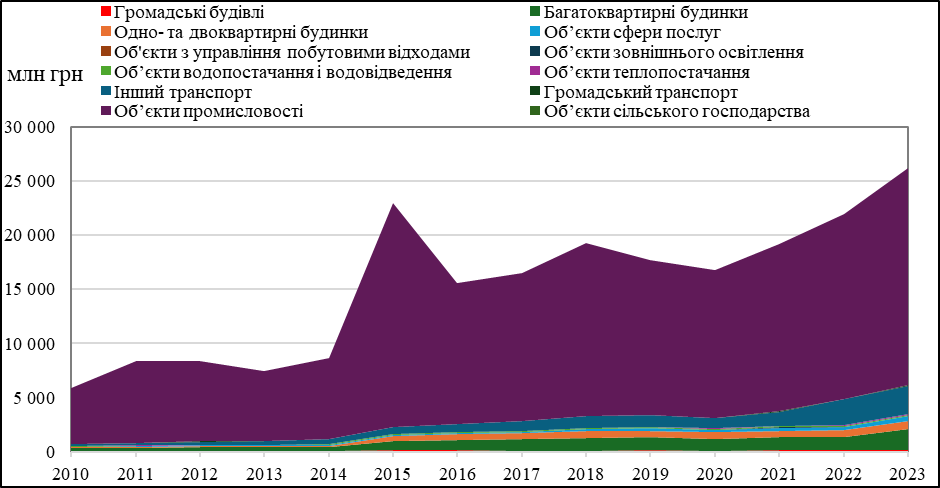 Громадські будівлі
Багатоквартирні будинки
Одно- та двоквартирні будинки
Об’єкти сфери послуг
Об'єкти з управління побутовими відходами
Об’єкти зовнішнього освітлення
млн грн
Об’єкти водопостачання і водовідведення
Об’єкти теплопостачання
Інший транспорт
Громадський транспорт
Об’єкти промисловості
Об’єкти сільського господарства
30 000
25 000
20 000
15 000
10 000
5 000
0
2010 2011 2012 2013 2014 2015 2016 2017 2018 2019 2020 2021 2022 2023